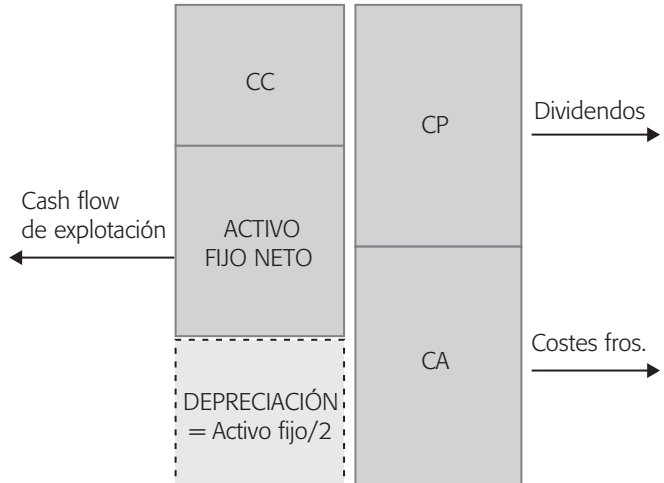 CC
CP
Dividendos
Cash flow
de explotación
ACTIVO
FIJO NETO
CA
Costes fros.
DEPRECIACIÓN
= Activo fijo/2